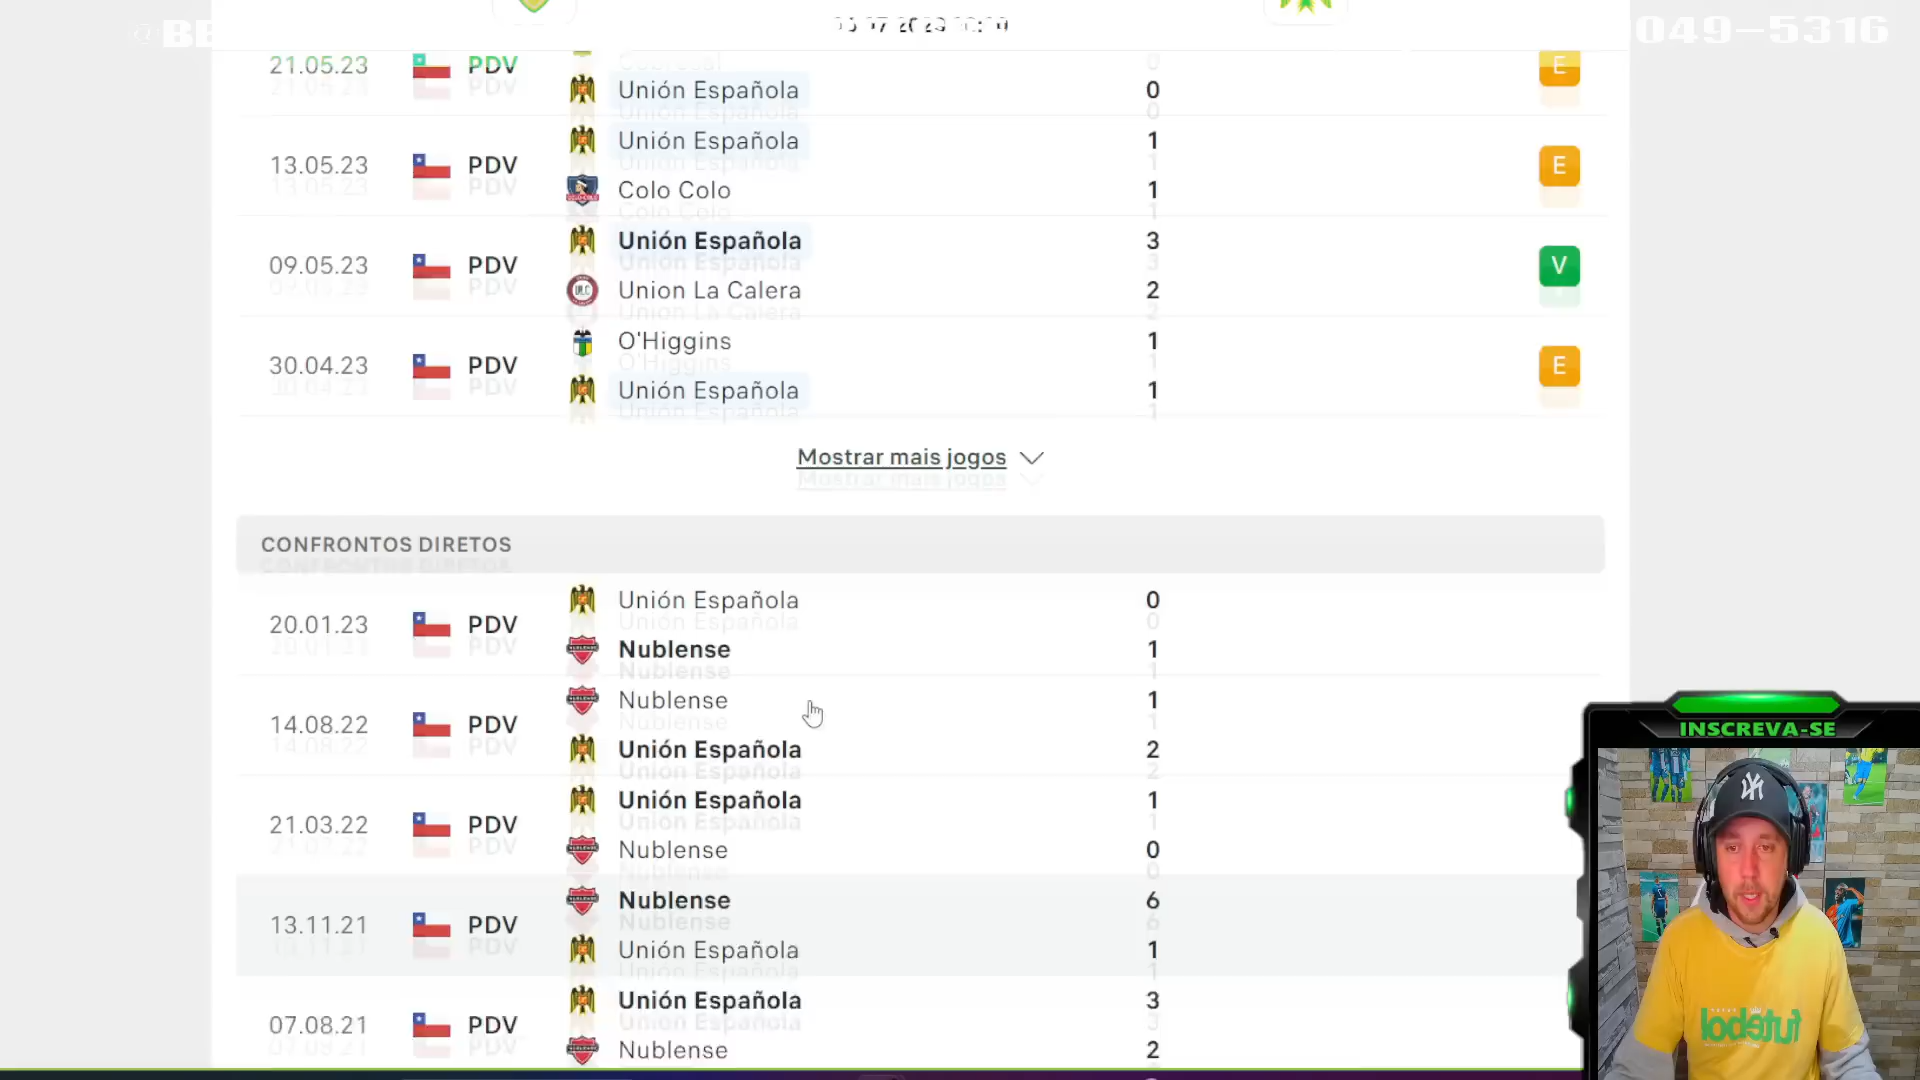 @BE
049-5316
21.05.23 PDV
Unión Española 0
E
13.05.23 PDV
Unión Española 1
Colo Colo 1
E
09.05.23 PDV
Unión Española 3
Union La Calera 2
V
30.04.23 PDV
O'Higgins 1
Unión Española 1
E
Mostrar mais jogos
CONFRONTOS DIRETOS
20.01.23 PDV
Unión Española 0
Nublense 1
14.08.22 PDV
Nublense 1
Unión Española 2
21.03.22 PDV
Unión Española 1
Nublense 0
13.11.21 PDV
Nublense 6
Unión Española 1
07.08.21 PDV
Unión Española 3
Nublense 2
INSCREVA-SE
futebol